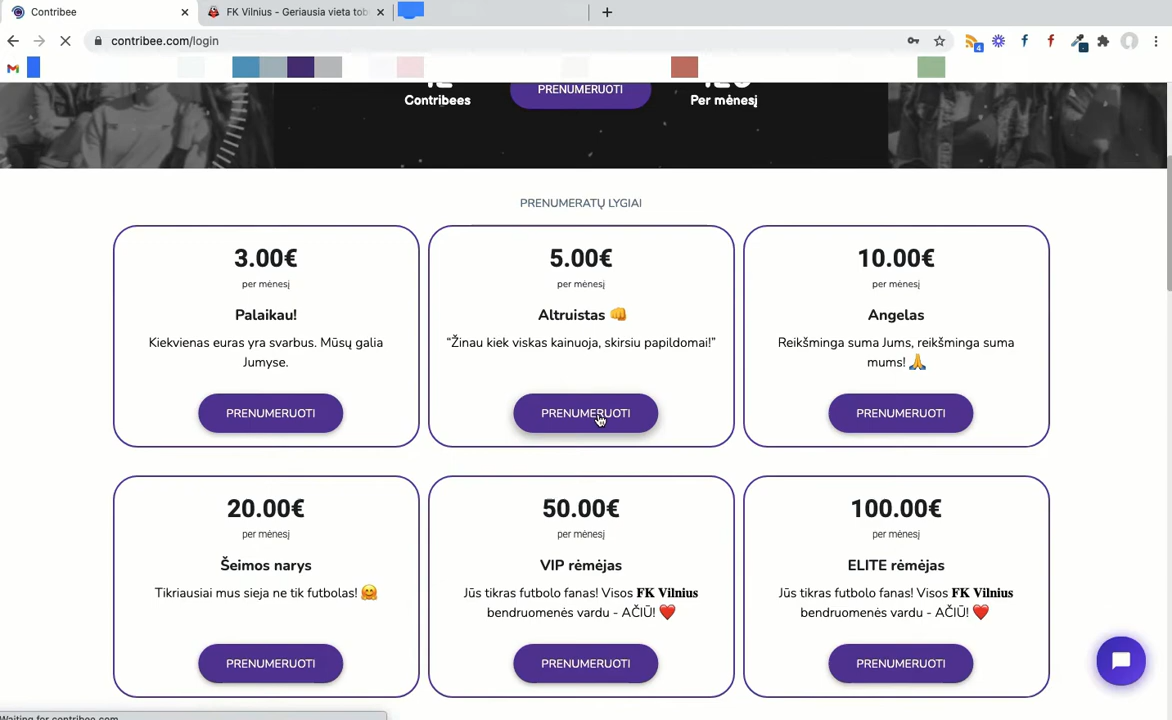 Contribee
FK Vilnius - Geriausia vieta tob
contribee.com/login
4
Contribees
PRENUMERUOTI
Per mėnesį
PRENUMERATŲ LYGIAI
3.00€
per mėnesį
Palaikau!
Kiekvienas euras yra svarbus. Mūsų galia
Jumyse.
PRENUMERUOTI
5.00€
per mėnesį
Altruistas 👊
“Žinau kiek viskas kainuoja, skirsiu papildomai!”
PRENUMERUOTI
10.00€
per mėnesį
Angelas
Reikšminga suma Jums, reikšminga suma
mums! 🙏
PRENUMERUOTI
20.00€
per mėnesį
Šeimos narys
Tikriausiai mus sieja ne tik futbolas! 🤗
PRENUMERUOTI
50.00€
per mėnesį
VIP rėmėjas
Jūs tikras futbolo fanas! Visos FK Vilnius
bendruomenės vardu - AČIŪ! ❤️
PRENUMERUOTI
100.00€
per mėnesį
ELITE rėmėjas
Jūs tikras futbolo fanas! Visos FK Vilnius
bendruomenės vardu - AČIŪ! ❤️
PRENUMERUOTI
Waiting for contribee.com